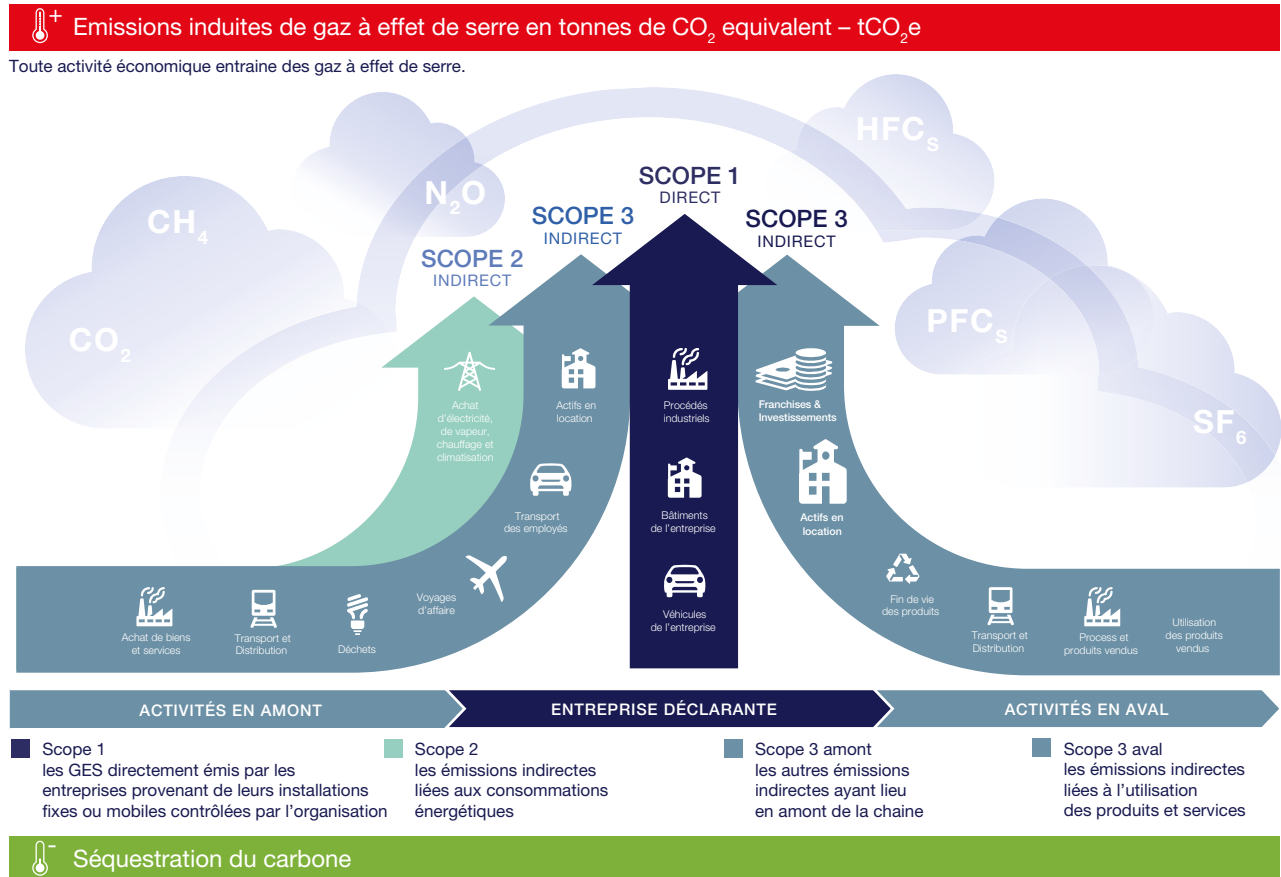 Emissions induites de gaz à effet de serre en tonnes de CO₂ equivalent – tCO₂e
Toute activité économique entraine des gaz à effet de serre.
CO₂
CH₄
N₂O
HFCₛ
PFCₛ
SF₆
SCOPE 2
INDIRECT
SCOPE 3
INDIRECT
SCOPE 1
DIRECT
SCOPE 3
INDIRECT
Achat
d'électricité,
de vapeur,
chauffage et
climatisation
Actifs en
location
Transport
des employés
Voyages
d'affaire
Achat de biens
et services
Transport et
Distribution
Déchets
Procédés
industriels
Bâtiments
de l'entreprise
Véhicules
de l'entreprise
Franchises &
Investissements
Actifs en
location
Fin de vie
des produits
Transport et
Distribution
Process et
produits vendus
Utilisation
des produits
vendus
ACTIVITÉS EN AMONT
ENTREPRISE DÉCLARANTE
ACTIVITÉS EN AVAL
Scope 1
les GES directement émis par les
entreprises provenant de leurs installations
fixes ou mobiles contrôlées par l'organisation
Scope 2
les émissions indirectes
liées aux consommations
énergétiques
Scope 3 amont
les autres émissions
indirectes ayant lieu
en amont de la chaine
Scope 3 aval
les émissions indirectes
liées à l'utilisation
des produits et services
Séquestration du carbone